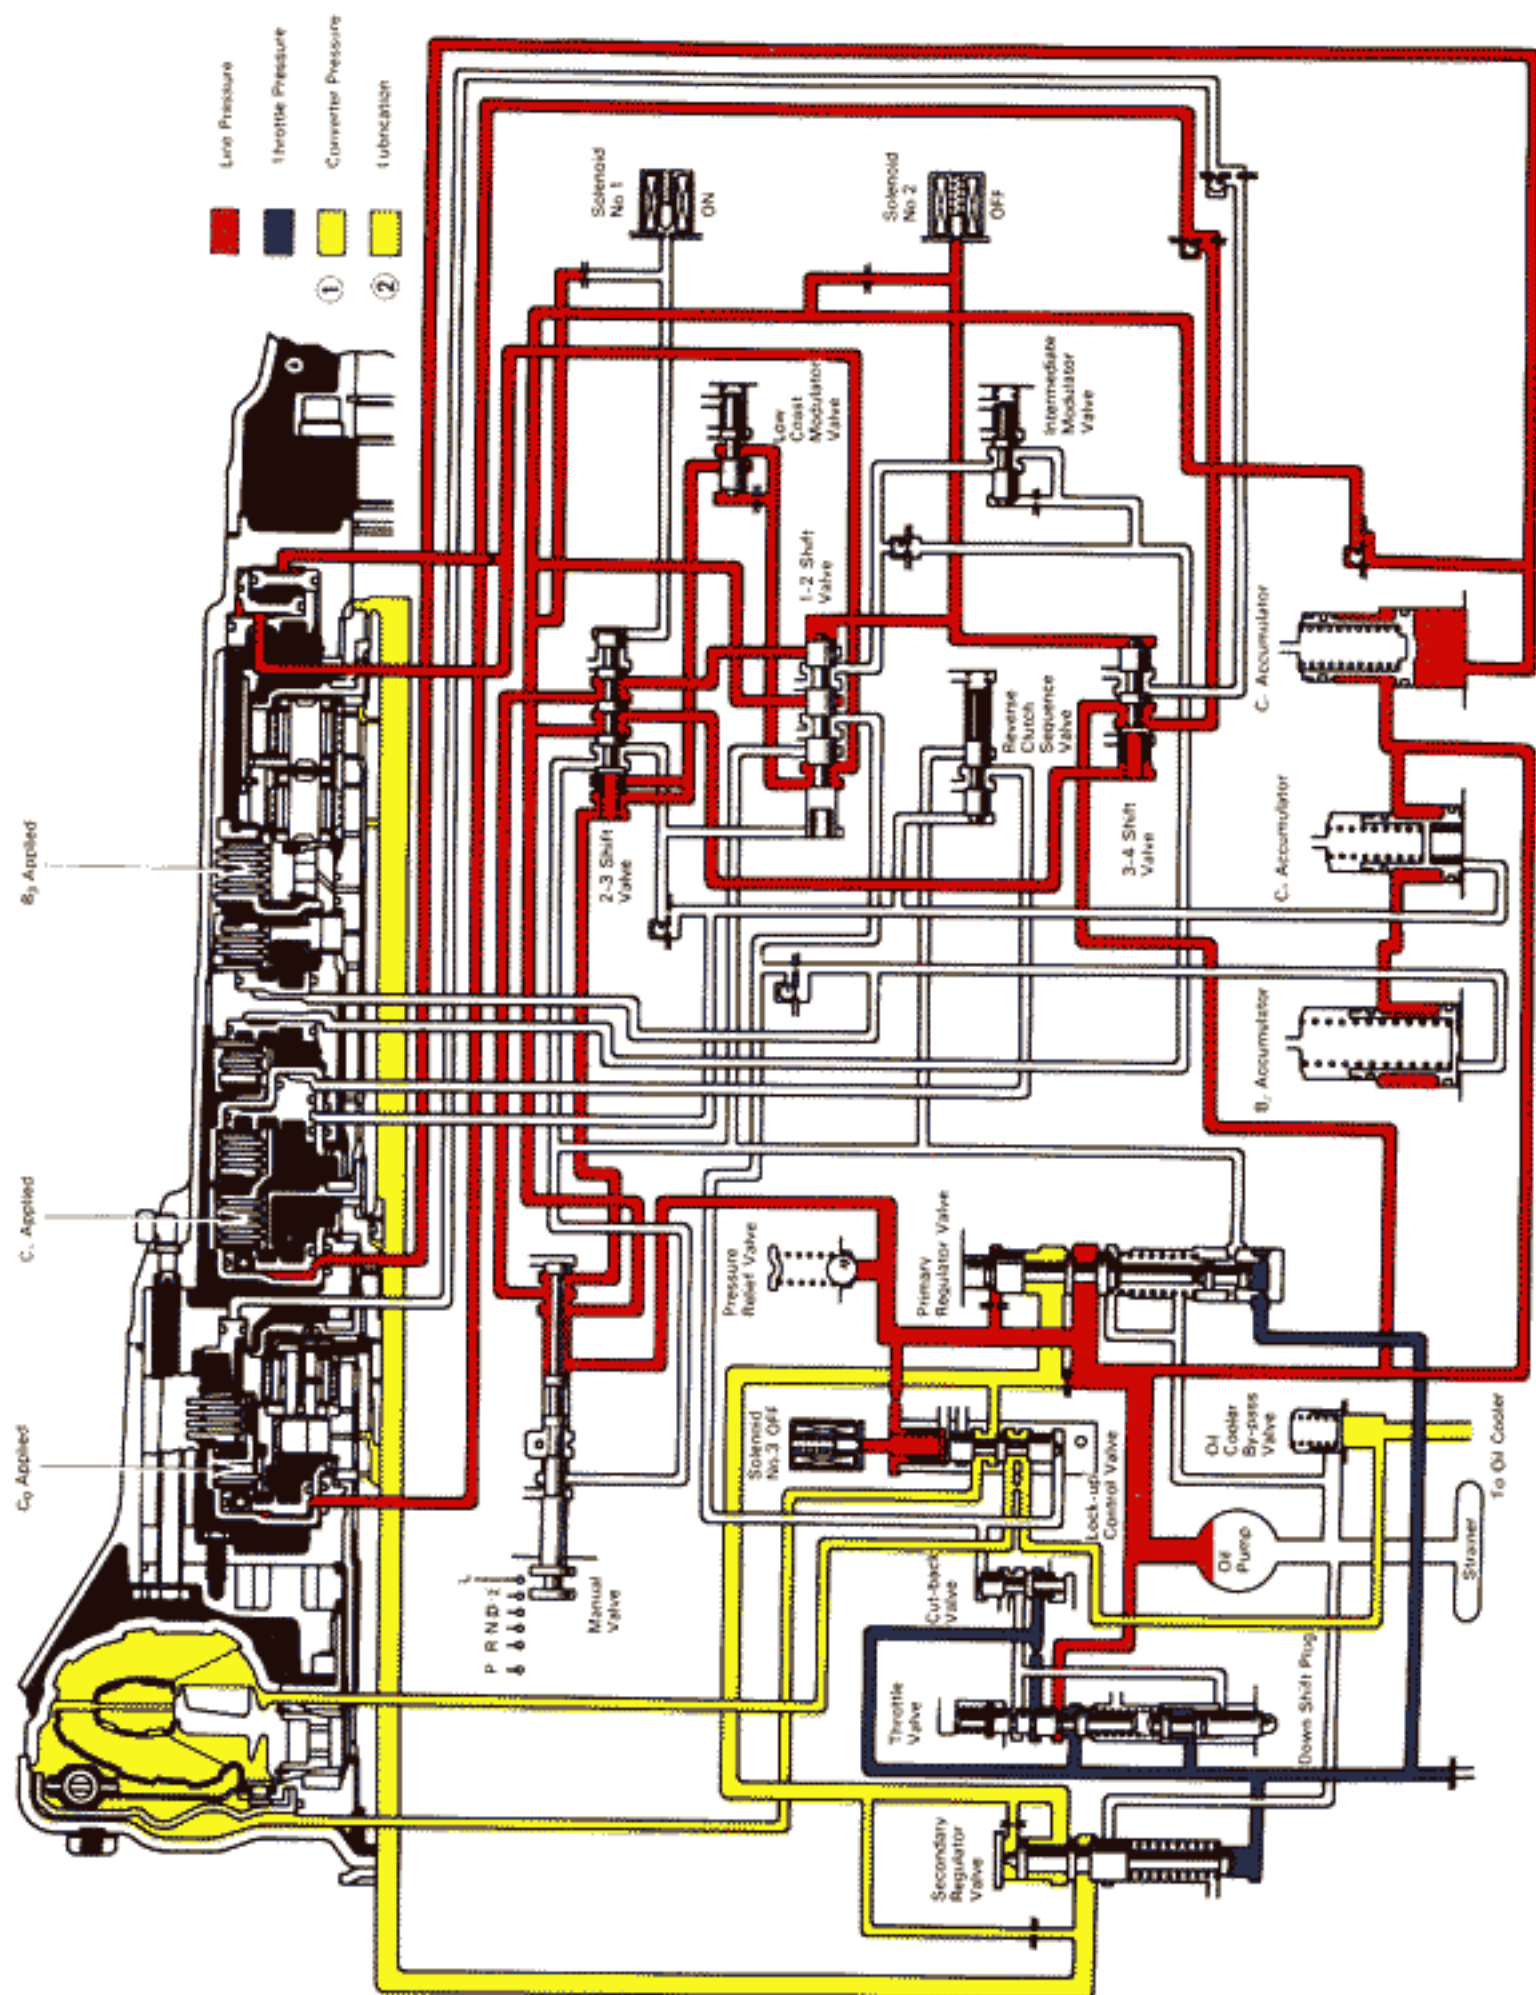 Line Pressure
Throttle Pressure
① Converter Pressure
② Lubrication
C₀ Applied
C₁ Applied
B₃ Applied
P R N D 2 L
Manual
Valve
2-3 Shift
Valve
Solenoid
No 1
ON
Low
Coast
Modulator
Valve
1-2 Shift
Valve
Solenoid
No 2
OFF
Intermediate
Modulator
Valve
Reverse
Clutch
Sequence
Valve
3-4 Shift
Valve
Pressure
Relief Valve
Primary
Regulator Valve
Solenoid
No.3 OFF
Lock-up
Control Valve
Cut-back
Valve
Throttle
Valve
Down Shift Plug
Secondary
Regulator
Valve
Oil
Pump
Oil
Cooler
By-pass
Valve
Strainer
To Oil Cooler
B₂ Accumulator
Accumulator
Accumulator